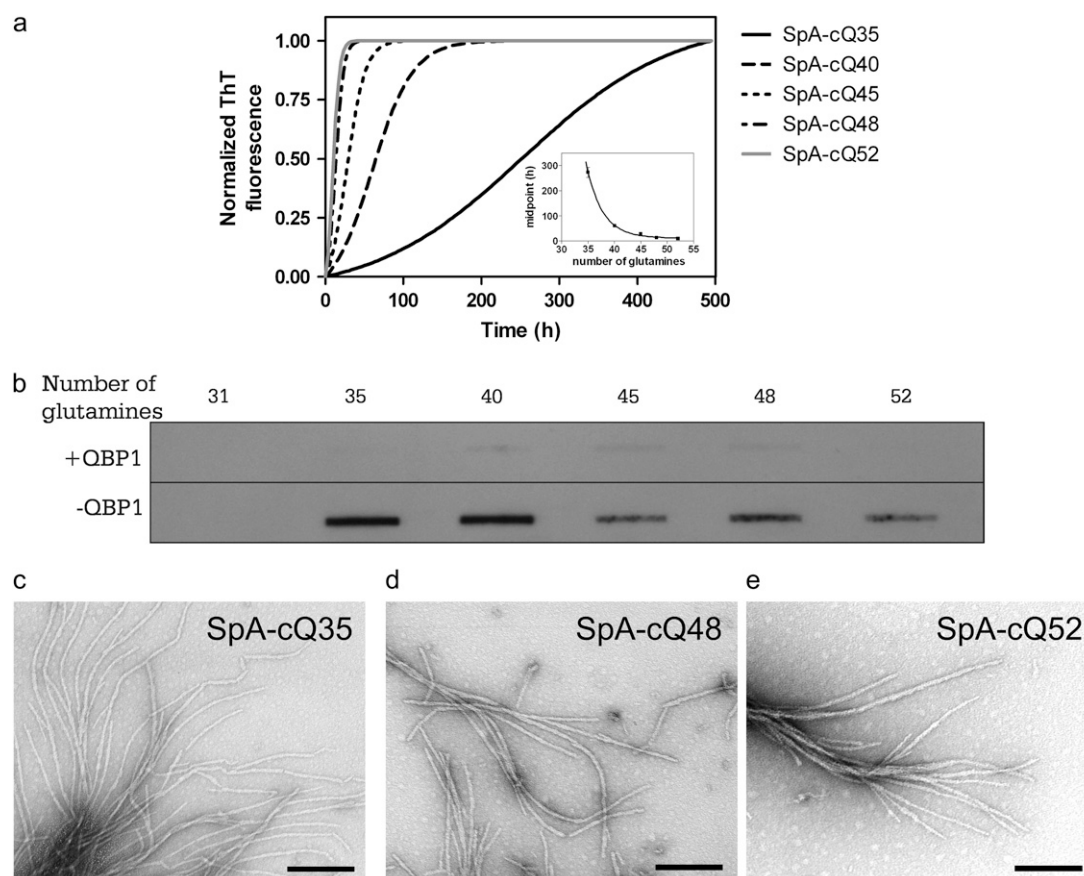 a
Normalized ThT
fluorescence
1.00
0.75
0.50
0.25
0.00
0 100 200 300 400 500
Time (h)
midpoint (h)
300
200
100
0
30 35 40 45 50 55
number of glutamines
SpA-cQ35
SpA-cQ40
SpA-cQ45
SpA-cQ48
SpA-cQ52
b
Number of
glutamines
31 35 40 45 48 52
+QBP1
-QBP1
c
SpA-cQ35
d
SpA-cQ48
e
SpA-cQ52